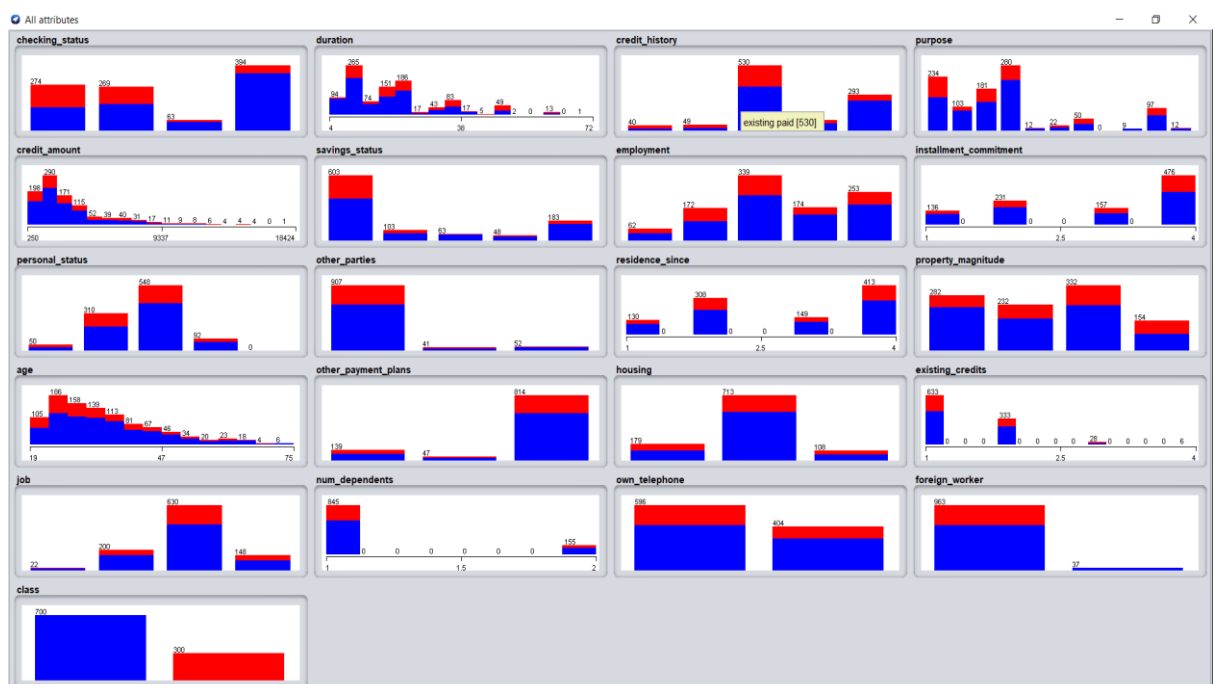 All attributes
checking_status
274 269 63 394
duration
94 265 74 151 186 17 43 83 17 5 49 2 0 13 0 1
4 38 72
credit_history
40 49 530 293
existing paid [530]
purpose
234 103 181 280 12 22 50 0 9 97 12
credit_amount
198 290 171 115 52 39 40 31 17 11 9 8 6 4 4 4 0 1
250 9337 18424
savings_status
603 103 63 48 183
employment
62 172 339 174 253
installment_commitment
136 0 231 0 0 157 0 476
1 2.5 4
personal_status
50 310 548 92 0
other_parties
907 41 52
residence_since
130 0 308 0 0 149 0 413
1 2.5 4
property_magnitude
282 232 332 154
age
105 186 158 139 113 81 67 46 34 20 23 18 4 6
19 47 75
other_payment_plans
139 47 814
housing
179 713 108
existing_credits
633 0 0 0 333 0 0 0 0 28 0 0 0 0 6
1 2.5 4
job
22 200 630 148
num_dependents
845 0 0 0 0 0 0 155
1 1.5 2
own_telephone
596 404
foreign_worker
963 37
class
700 300